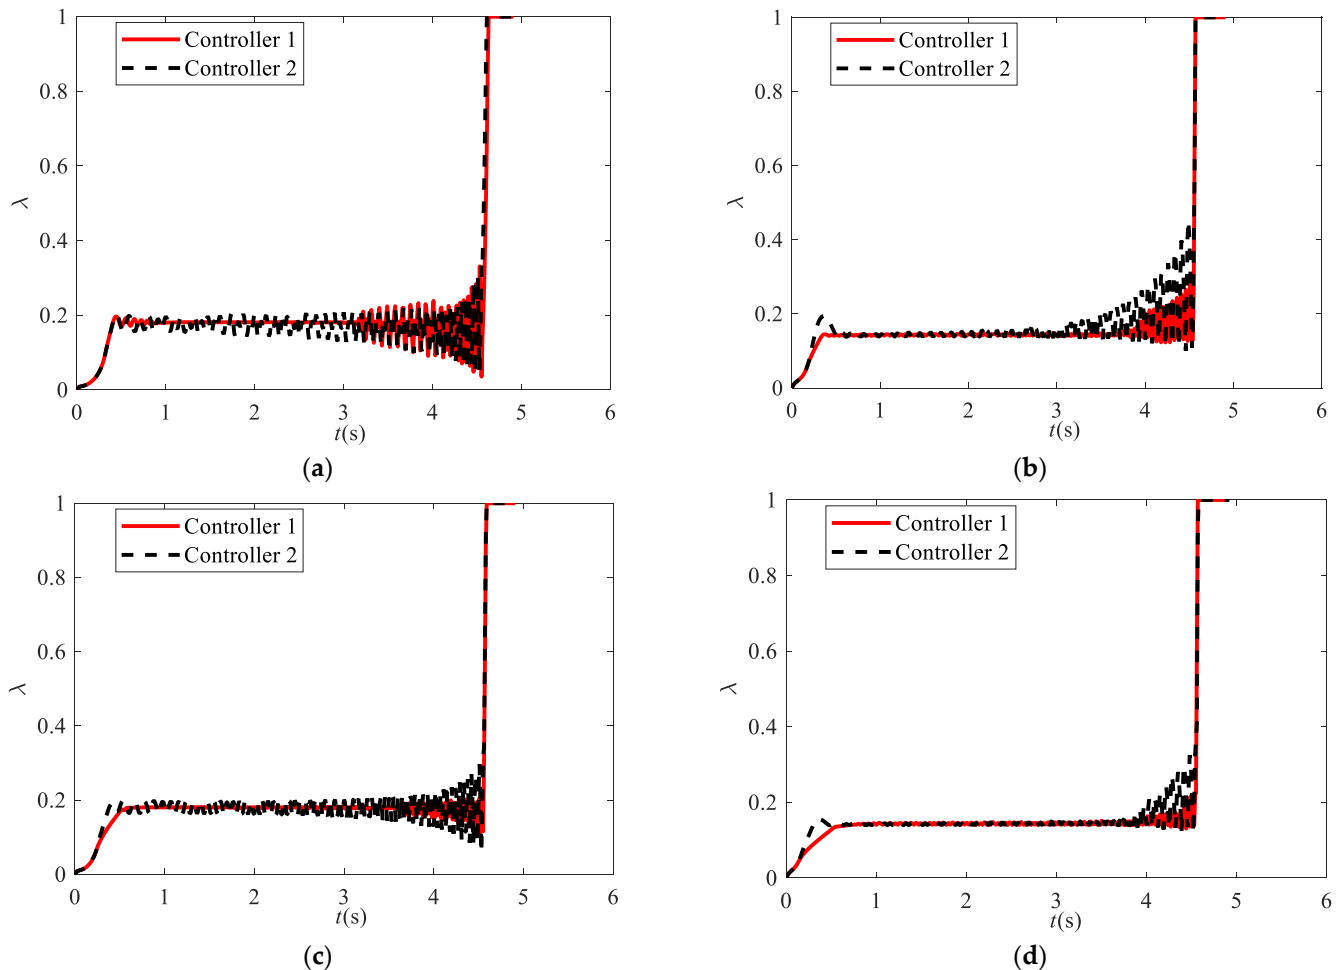 Controller 1
Controller 2
1
0.8
0.6
0.4
0.2
0
λ
0 1 2 3 4 5 6
t(s)
(a)
Controller 1
Controller 2
1
0.8
0.6
0.4
0.2
0
λ
0 1 2 3 4 5 6
t(s)
(b)
Controller 1
Controller 2
1
0.8
0.6
0.4
0.2
0
λ
0 1 2 3 4 5 6
t(s)
(c)
Controller 1
Controller 2
1
0.8
0.6
0.4
0.2
0
λ
0 1 2 3 4 5 6
t(s)
(d)